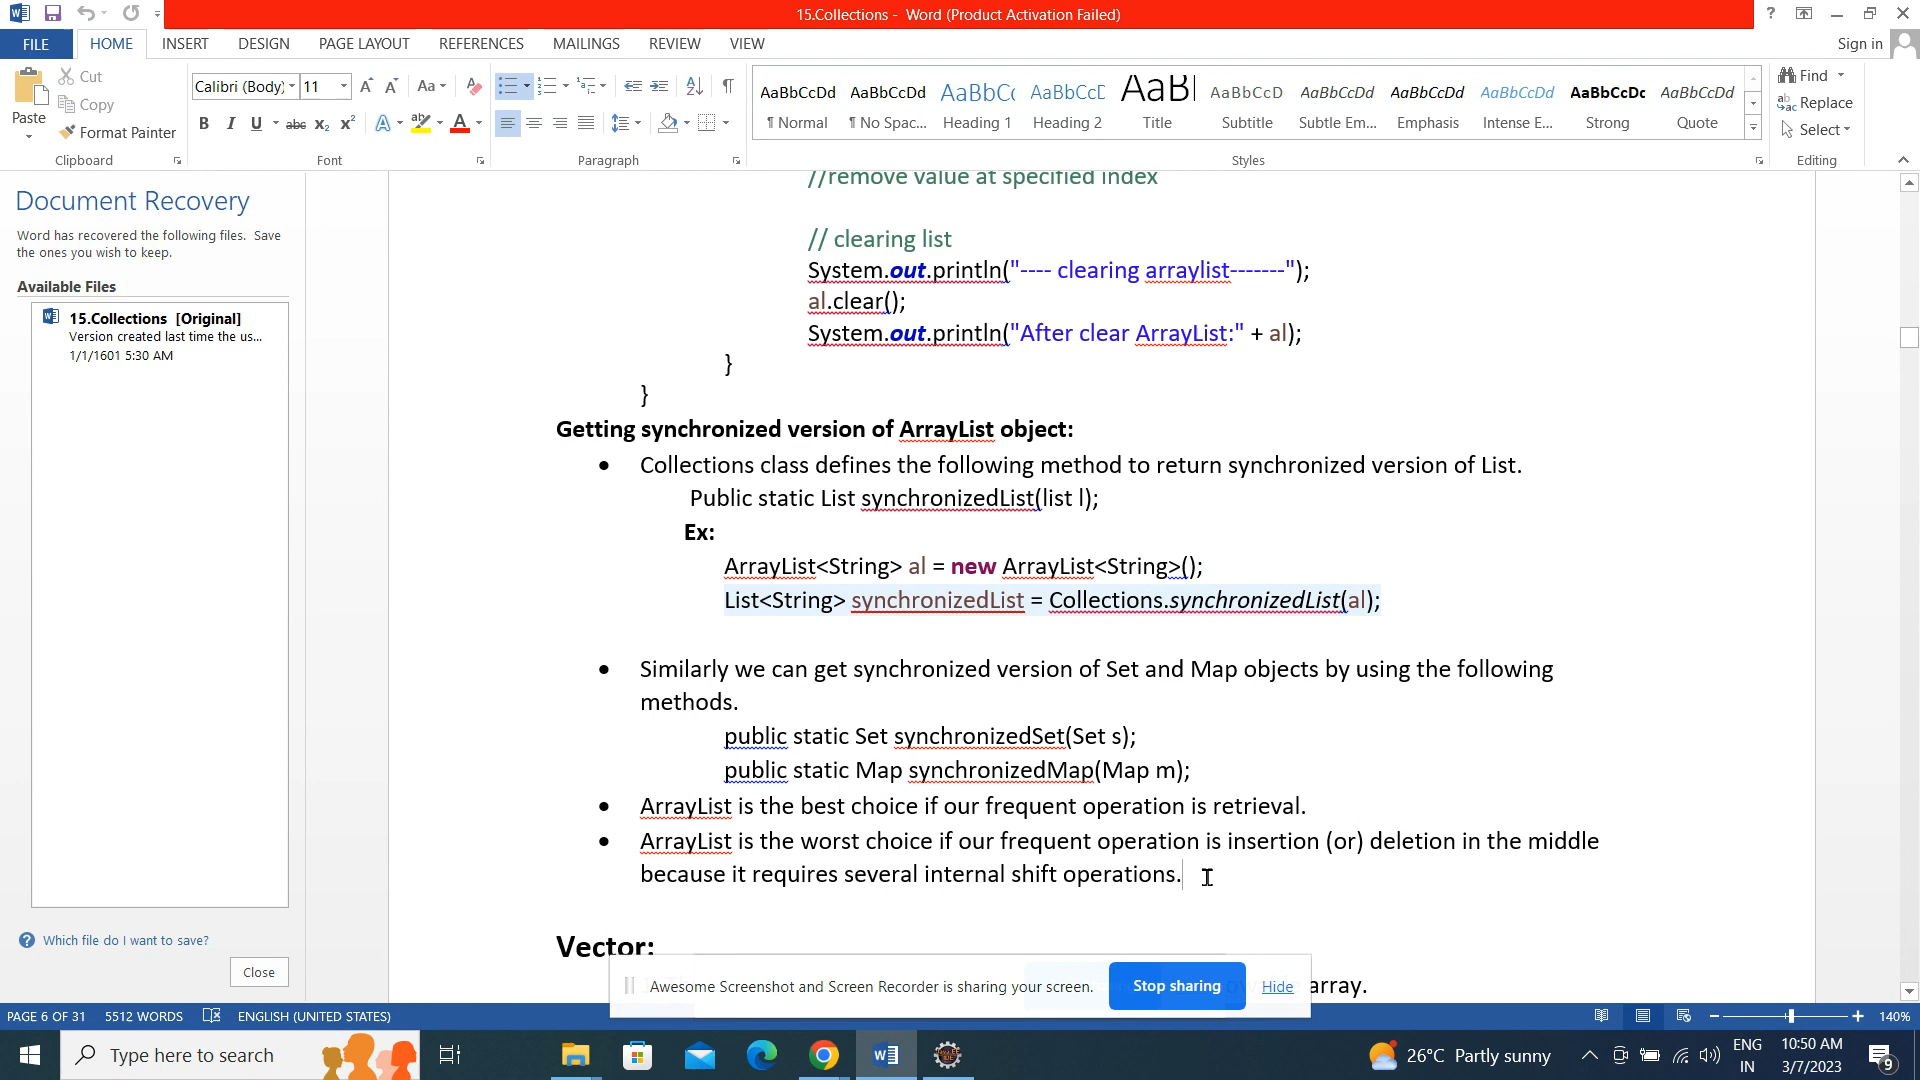 15.Collections - Word (Product Activation Failed)
FILE HOME INSERT DESIGN PAGE LAYOUT REFERENCES MAILINGS REVIEW VIEW
Sign in
Paste
Cut
Copy
Format Painter
Clipboard
Calibri (Body) 11
Font
Paragraph
AaBbCcDd AaBbCcDd AaBbCc AaBbCcE AaBl AaBbCcD AaBbCcDd AaBbCcDd AaBbCcDd AaBbCcDc AaBbCcDd
¶ Normal ¶ No Spac... Heading 1 Heading 2 Title Subtitle Subtle Em... Emphasis Intense E... Strong Quote
Styles
Find
Replace
Select
Editing
Document Recovery
Word has recovered the following files. Save
the ones you wish to keep.
Available Files
15.Collections [Original]
Version created last time the us...
1/1/1601 5:30 AM
Which file do I want to save?
Close
//remove value at specified index
// clearing list
System.out.println("---- clearing arraylist-------");
al.clear();
System.out.println("After clear ArrayList:" + al);
}
}
Getting synchronized version of ArrayList object:
• Collections class defines the following method to return synchronized version of List.
Public static List synchronizedList(list l);
Ex:
ArrayList<String> al = new ArrayList<String>();
List<String> synchronizedList = Collections.synchronizedList(al);
• Similarly we can get synchronized version of Set and Map objects by using the following
methods.
public static Set synchronizedSet(Set s);
public static Map synchronizedMap(Map m);
• ArrayList is the best choice if our frequent operation is retrieval.
• ArrayList is the worst choice if our frequent operation is insertion (or) deletion in the middle
because it requires several internal shift operations.
Vector:
array.
Awesome Screenshot and Screen Recorder is sharing your screen. Stop sharing Hide
PAGE 6 OF 31 5512 WORDS ENGLISH (UNITED STATES)
140%
Type here to search
26°C Partly sunny
ENG
IN
10:50 AM
3/7/2023
9